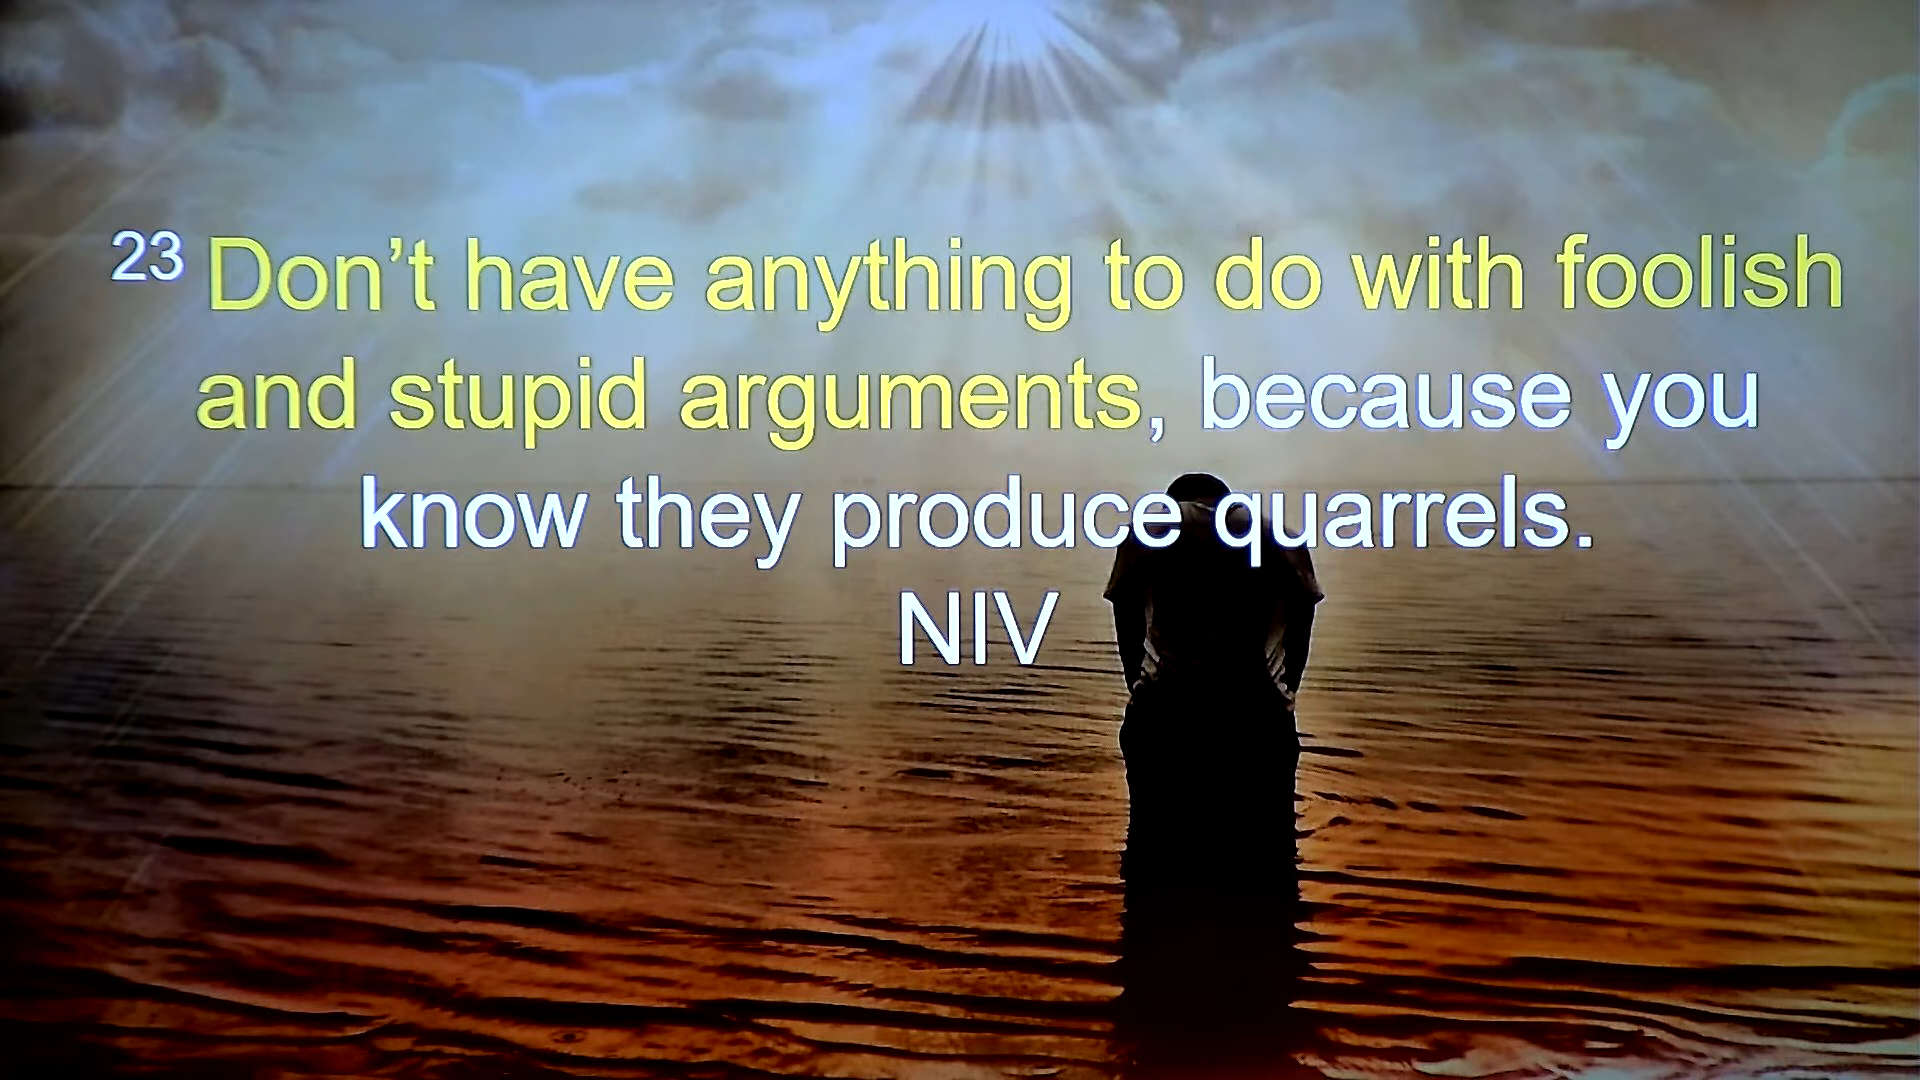 23 Don’t have anything to do with foolish
and stupid arguments, because you
know they produce quarrels.
NIV